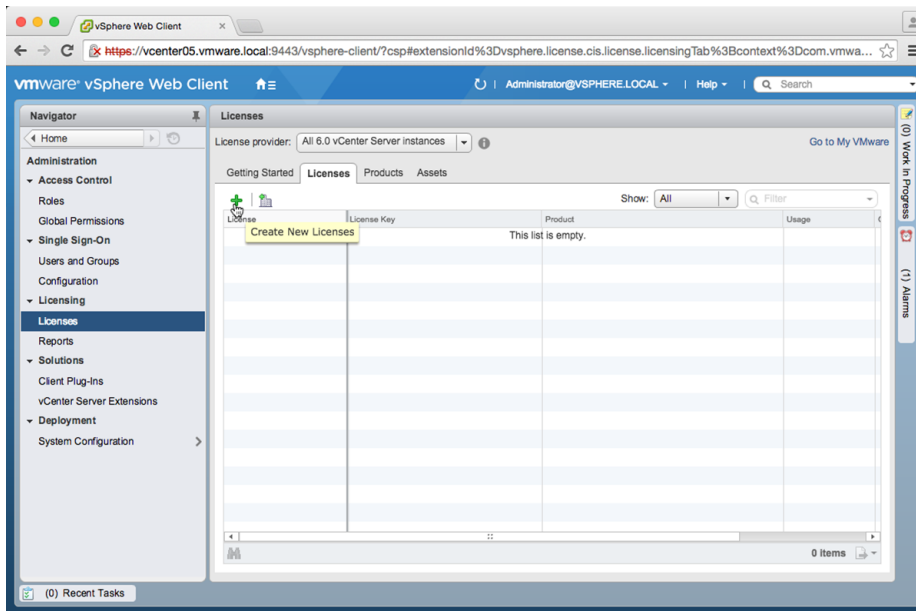 vSphere Web Client
https://vcenter05.vmware.local:9443/vsphere-client/?csp#extensionId%3Dvsphere.license.cis.license.licensingTab%3Bcontext%3Dcom.vmwa...
vmware® vSphere Web Client
Administrator@VSPHERE.LOCAL
Help
Search
Navigator
Home
Administration
Access Control
Roles
Global Permissions
Single Sign-On
Users and Groups
Configuration
Licensing
Licenses
Reports
Solutions
Client Plug-Ins
vCenter Server Extensions
Deployment
System Configuration
Licenses
License provider: All 6.0 vCenter Server instances
Go to My VMware
Getting Started Licenses Products Assets
Show: All
Filter
License License Key Product Usage
Create New Licenses
This list is empty.
0 items
(0) Work In Progress
(1) Alarms
(0) Recent Tasks